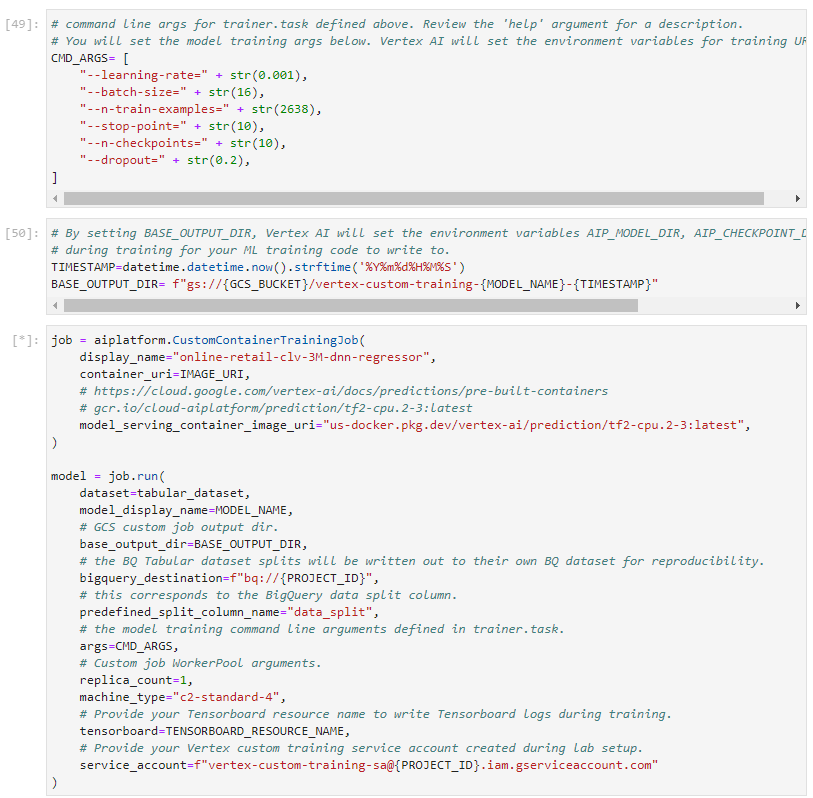 [49]:
# command line args for trainer.task defined above. Review the 'help' argument for a description.
# You will set the model training args below. Vertex AI will set the environment variables for training
CMD_ARGS= [
    "--learning-rate=" + str(0.001),
    "--batch-size=" + str(16),
    "--n-train-examples=" + str(2638),
    "--stop-point=" + str(10),
    "--n-checkpoints=" + str(10),
    "--dropout=" + str(0.2),
]
[50]:
# By setting BASE_OUTPUT_DIR, Vertex AI will set the environment variables AIP_MODEL_DIR, AIP_CHECKPOINT_D
# during training for your ML training code to write to.
TIMESTAMP=datetime.datetime.now().strftime('%Y%m%d%H%M%S')
BASE_OUTPUT_DIR= f"gs://{GCS_BUCKET}/vertex-custom-training-{MODEL_NAME}-{TIMESTAMP}"
[*]:
job = aiplatform.CustomContainerTrainingJob(
    display_name="online-retail-clv-3M-dnn-regressor",
    container_uri=IMAGE_URI,
    # https://cloud.google.com/vertex-ai/docs/predictions/pre-built-containers
    # gcr.io/cloud-aiplatform/prediction/tf2-cpu.2-3:latest
    model_serving_container_image_uri="us-docker.pkg.dev/vertex-ai/prediction/tf2-cpu.2-3:latest",
)
model = job.run(
    dataset=tabular_dataset,
    model_display_name=MODEL_NAME,
    # GCS custom job output dir.
    base_output_dir=BASE_OUTPUT_DIR,
    # the BQ Tabular dataset splits will be written out to their own BQ dataset for reproducibility.
    bigquery_destination=f"bq://{PROJECT_ID}",
    # this corresponds to the BigQuery data split column.
    predefined_split_column_name="data_split",
    # the model training command line arguments defined in trainer.task.
    args=CMD_ARGS,
    # Custom job WorkerPool arguments.
    replica_count=1,
    machine_type="c2-standard-4",
    # Provide your Tensorboard resource name to write Tensorboard logs during training.
    tensorboard=TENSORBOARD_RESOURCE_NAME,
    # Provide your Vertex custom training service account created during lab setup.
    service_account=f"vertex-custom-training-sa@{PROJECT_ID}.iam.gserviceaccount.com"
)